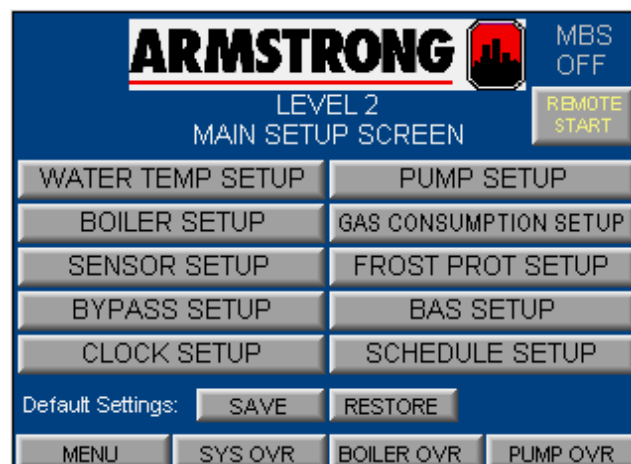 ARMSTRONG
MBS
OFF
LEVEL 2
MAIN SETUP SCREEN
REMOTE
START
WATER TEMP SETUP
PUMP SETUP
BOILER SETUP
GAS CONSUMPTION SETUP
SENSOR SETUP
FROST PROT SETUP
BYPASS SETUP
BAS SETUP
CLOCK SETUP
SCHEDULE SETUP
Default Settings: SAVE RESTORE
MENU SYS OVR BOILER OVR PUMP OVR